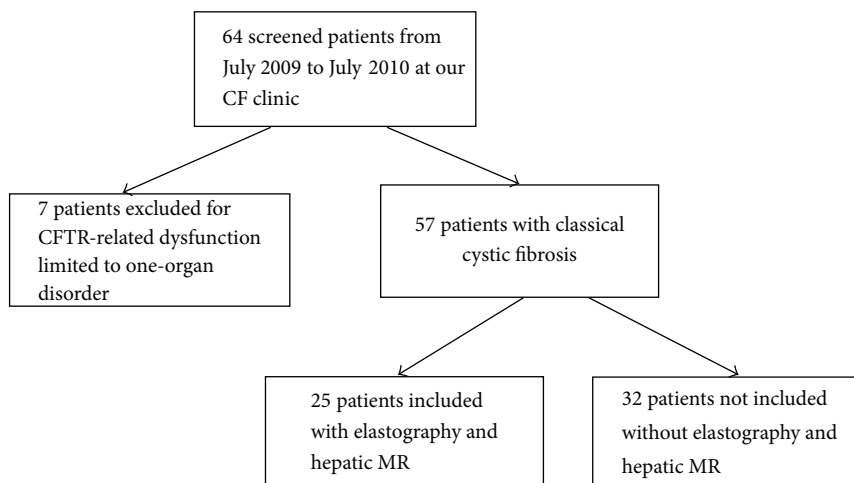 64 screened patients from
July 2009 to July 2010 at our
CF clinic
7 patients excluded for
CFTR-related dysfunction
limited to one-organ
disorder
57 patients with classical
cystic fibrosis
25 patients included
with elastography and
hepatic MR
32 patients not included
without elastography and
hepatic MR